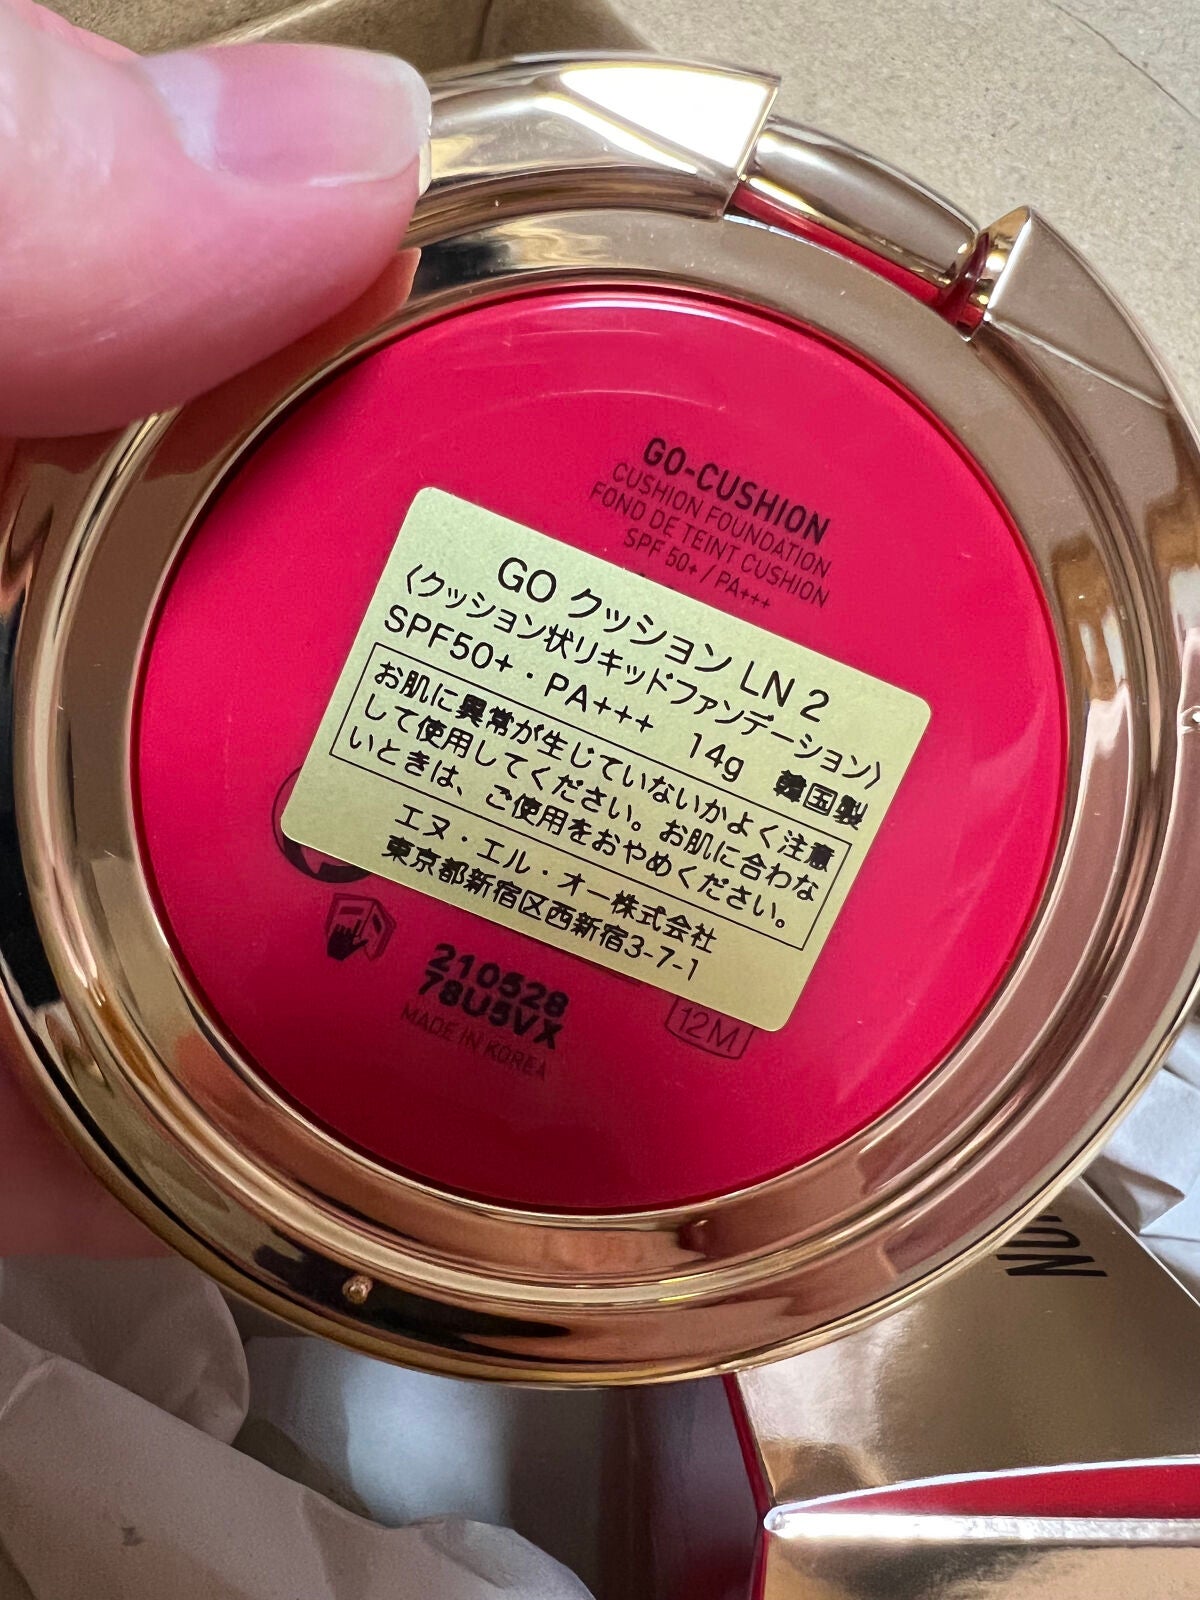 GO-CUSHION
CUSHION FOUNDATION
FOND DE TEINT CUSHION
SPF 50+ / PA+++
GO クッション LN 2
〈クッション状リキッドファンデーション〉
SPF50+・PA+++ 14g 韓国製
お肌に異常が生じていないかよく注意
して使用してください。お肌に合わな
いときは、ご使用をおやめください。
エヌ・エル・オー株式会社
東京都新宿区西新宿3-7-1
210528
78U5VX
MADE IN KOREA
12M
ION